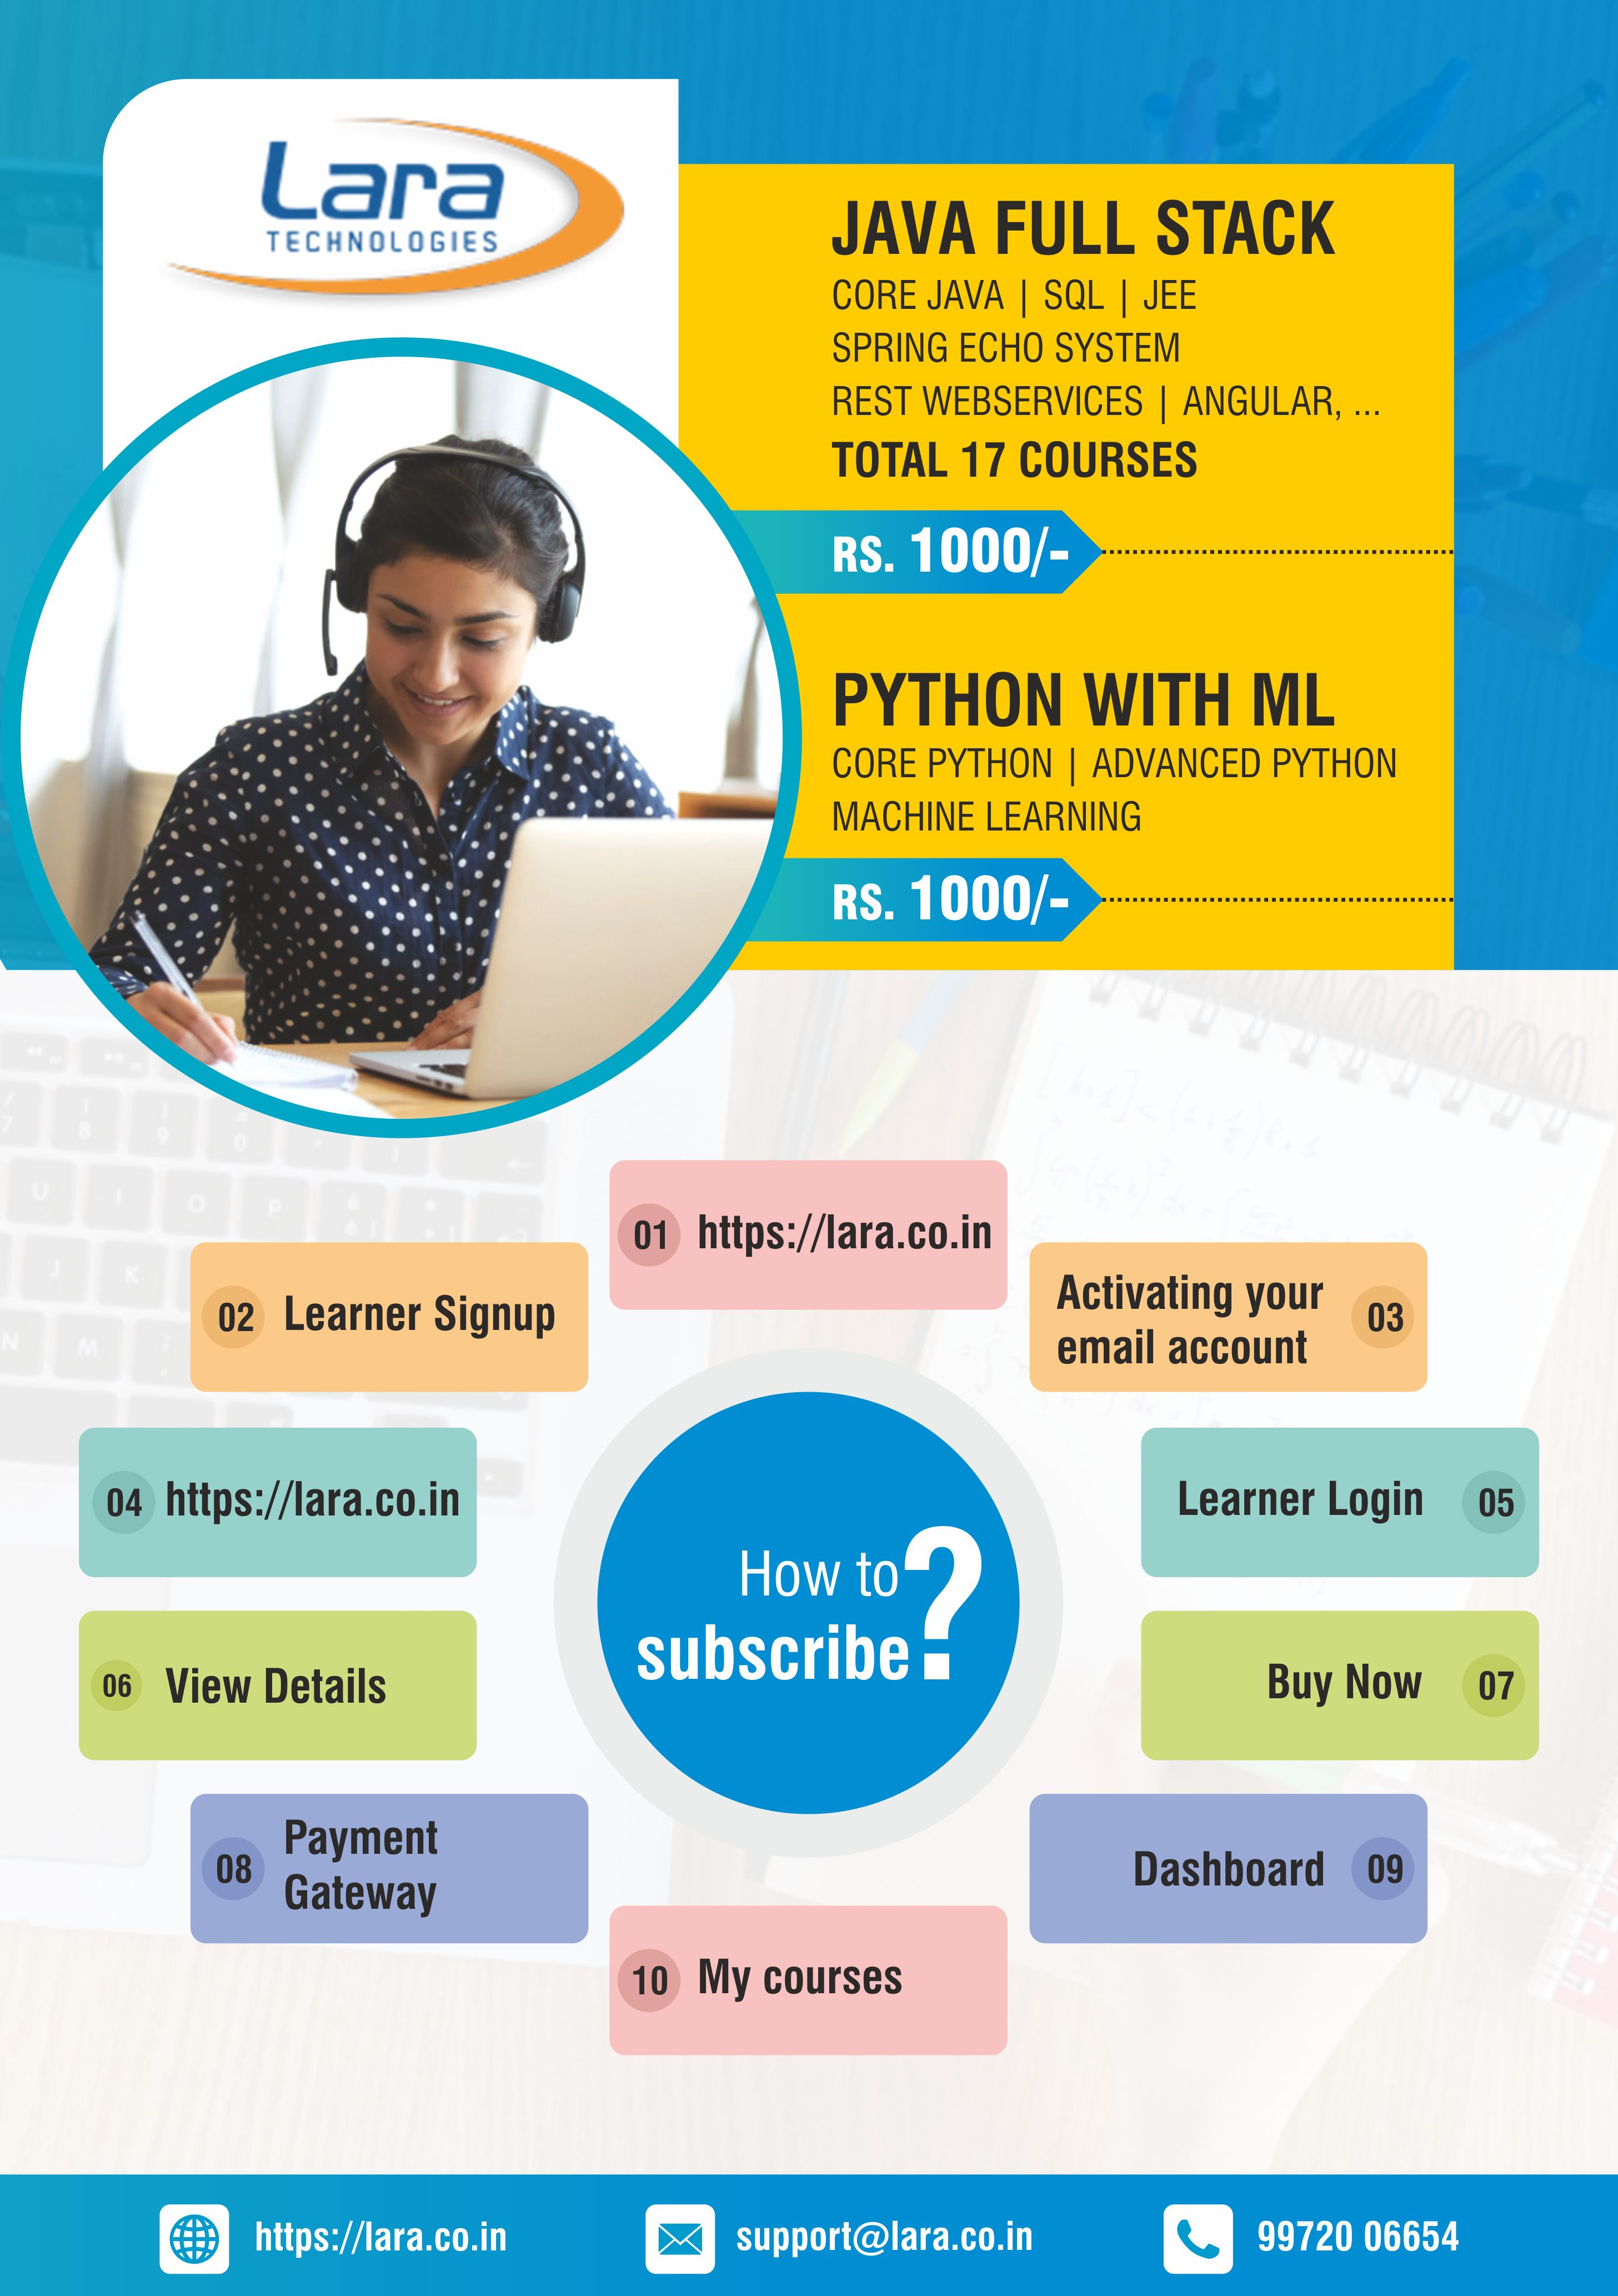 Lara
TECHNOLOGIES
JAVA FULL STACK
CORE JAVA | SQL | JEE
SPRING ECHO SYSTEM
REST WEBSERVICES | ANGULAR, ...
TOTAL 17 COURSES
RS. 1000/-
PYTHON WITH ML
CORE PYTHON | ADVANCED PYTHON
MACHINE LEARNING
RS. 1000/-
01 https://lara.co.in
02 Learner Signup
Activating your
email account 03
04 https://lara.co.in
Learner Login 05
How to
subscribe?
06 View Details
Buy Now 07
08 Payment
Gateway
Dashboard 09
10 My courses
https://lara.co.in
support@lara.co.in
99720 06654